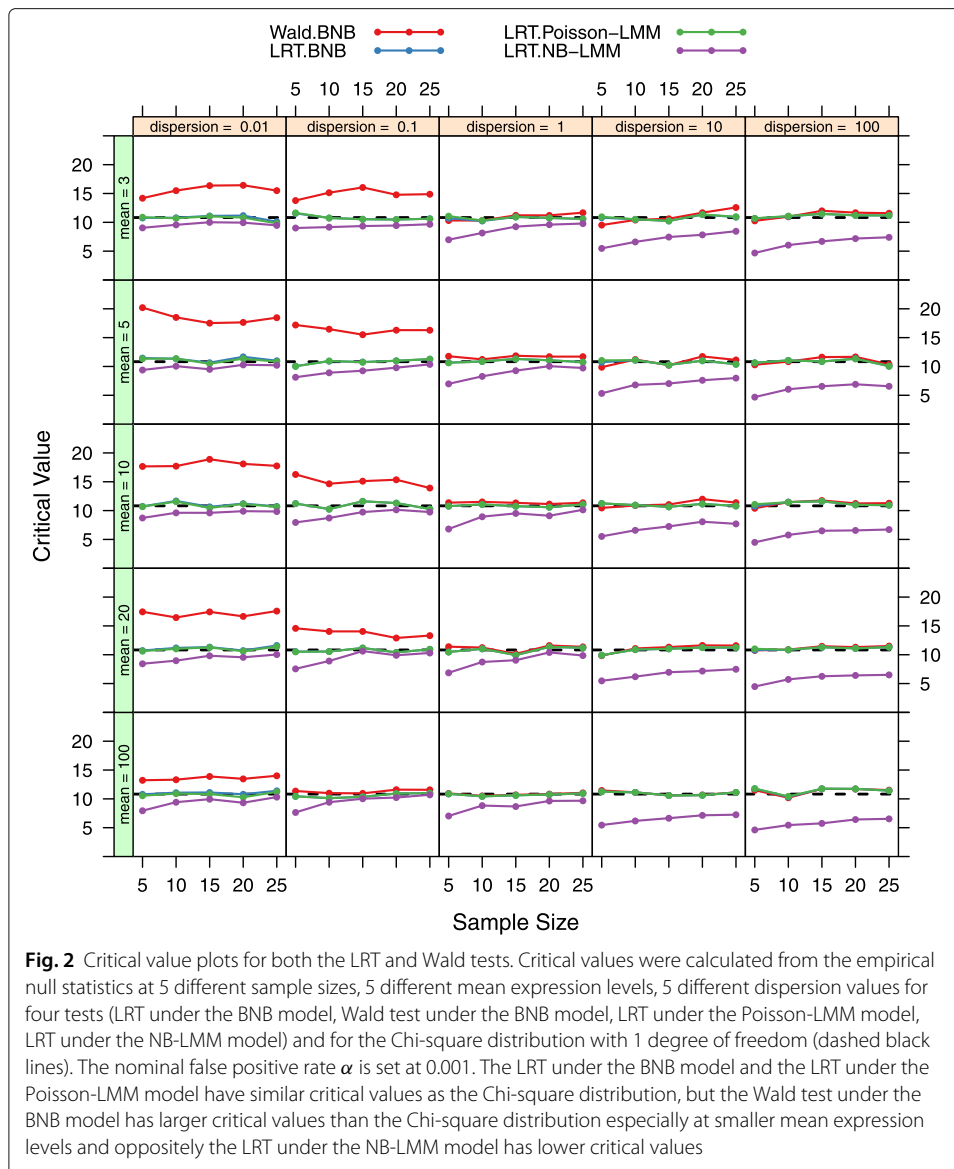 Wald.BNB
LRT.BNB
LRT.Poisson−LMM
LRT.NB−LMM
5 10 15 20 25
5 10 15 20 25
dispersion = 0.01
dispersion = 0.1
dispersion = 1
dispersion = 10
dispersion = 100
Critical Value
mean = 3
20
15
10
5
mean = 5
20
15
10
5
mean = 10
20
15
10
5
mean = 20
20
15
10
5
mean = 100
20
15
10
5
5 10 15 20 25
5 10 15 20 25
5 10 15 20 25
Sample Size
Fig. 2 Critical value plots for both the LRT and Wald tests. Critical values were calculated from the empirical
null statistics at 5 different sample sizes, 5 different mean expression levels, 5 different dispersion values for
four tests (LRT under the BNB model, Wald test under the BNB model, LRT under the Poisson-LMM model,
LRT under the NB-LMM model) and for the Chi-square distribution with 1 degree of freedom (dashed black
lines). The nominal false positive rate α is set at 0.001. The LRT under the BNB model and the LRT under the
Poisson-LMM model have similar critical values as the Chi-square distribution, but the Wald test under the
BNB model has larger critical values than the Chi-square distribution especially at smaller mean expression
levels and oppositely the LRT under the NB-LMM model has lower critical values